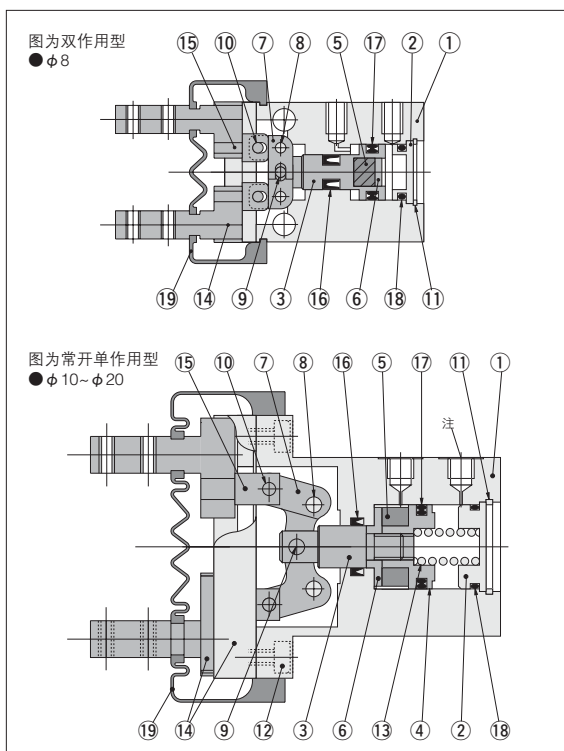 图为双作用型
● φ8
⑮ ⑩ ⑦ ⑧ ⑤ ⑰ ② ①
⑲ ⑭ ⑨ ③ ⑯ ⑥ ⑱ ⑪
图为常开单作用型
● φ10~φ20
⑮ ⑩ ⑦ ⑧ ⑯ ⑤ ⑰ ⑪ ①
注
⑲ ⑭ ⑨ ⑫ ③ ⑥ ⑬ ④ ② ⑱